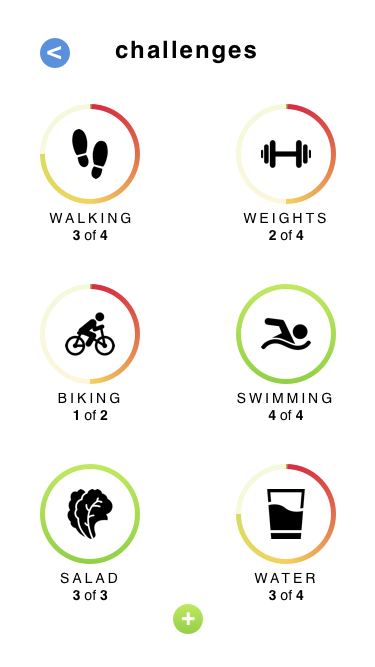 < challenges
WALKING
3 of 4
WEIGHTS
2 of 4
BIKING
1 of 2
SWIMMING
4 of 4
SALAD
3 of 3
WATER
3 of 4
+